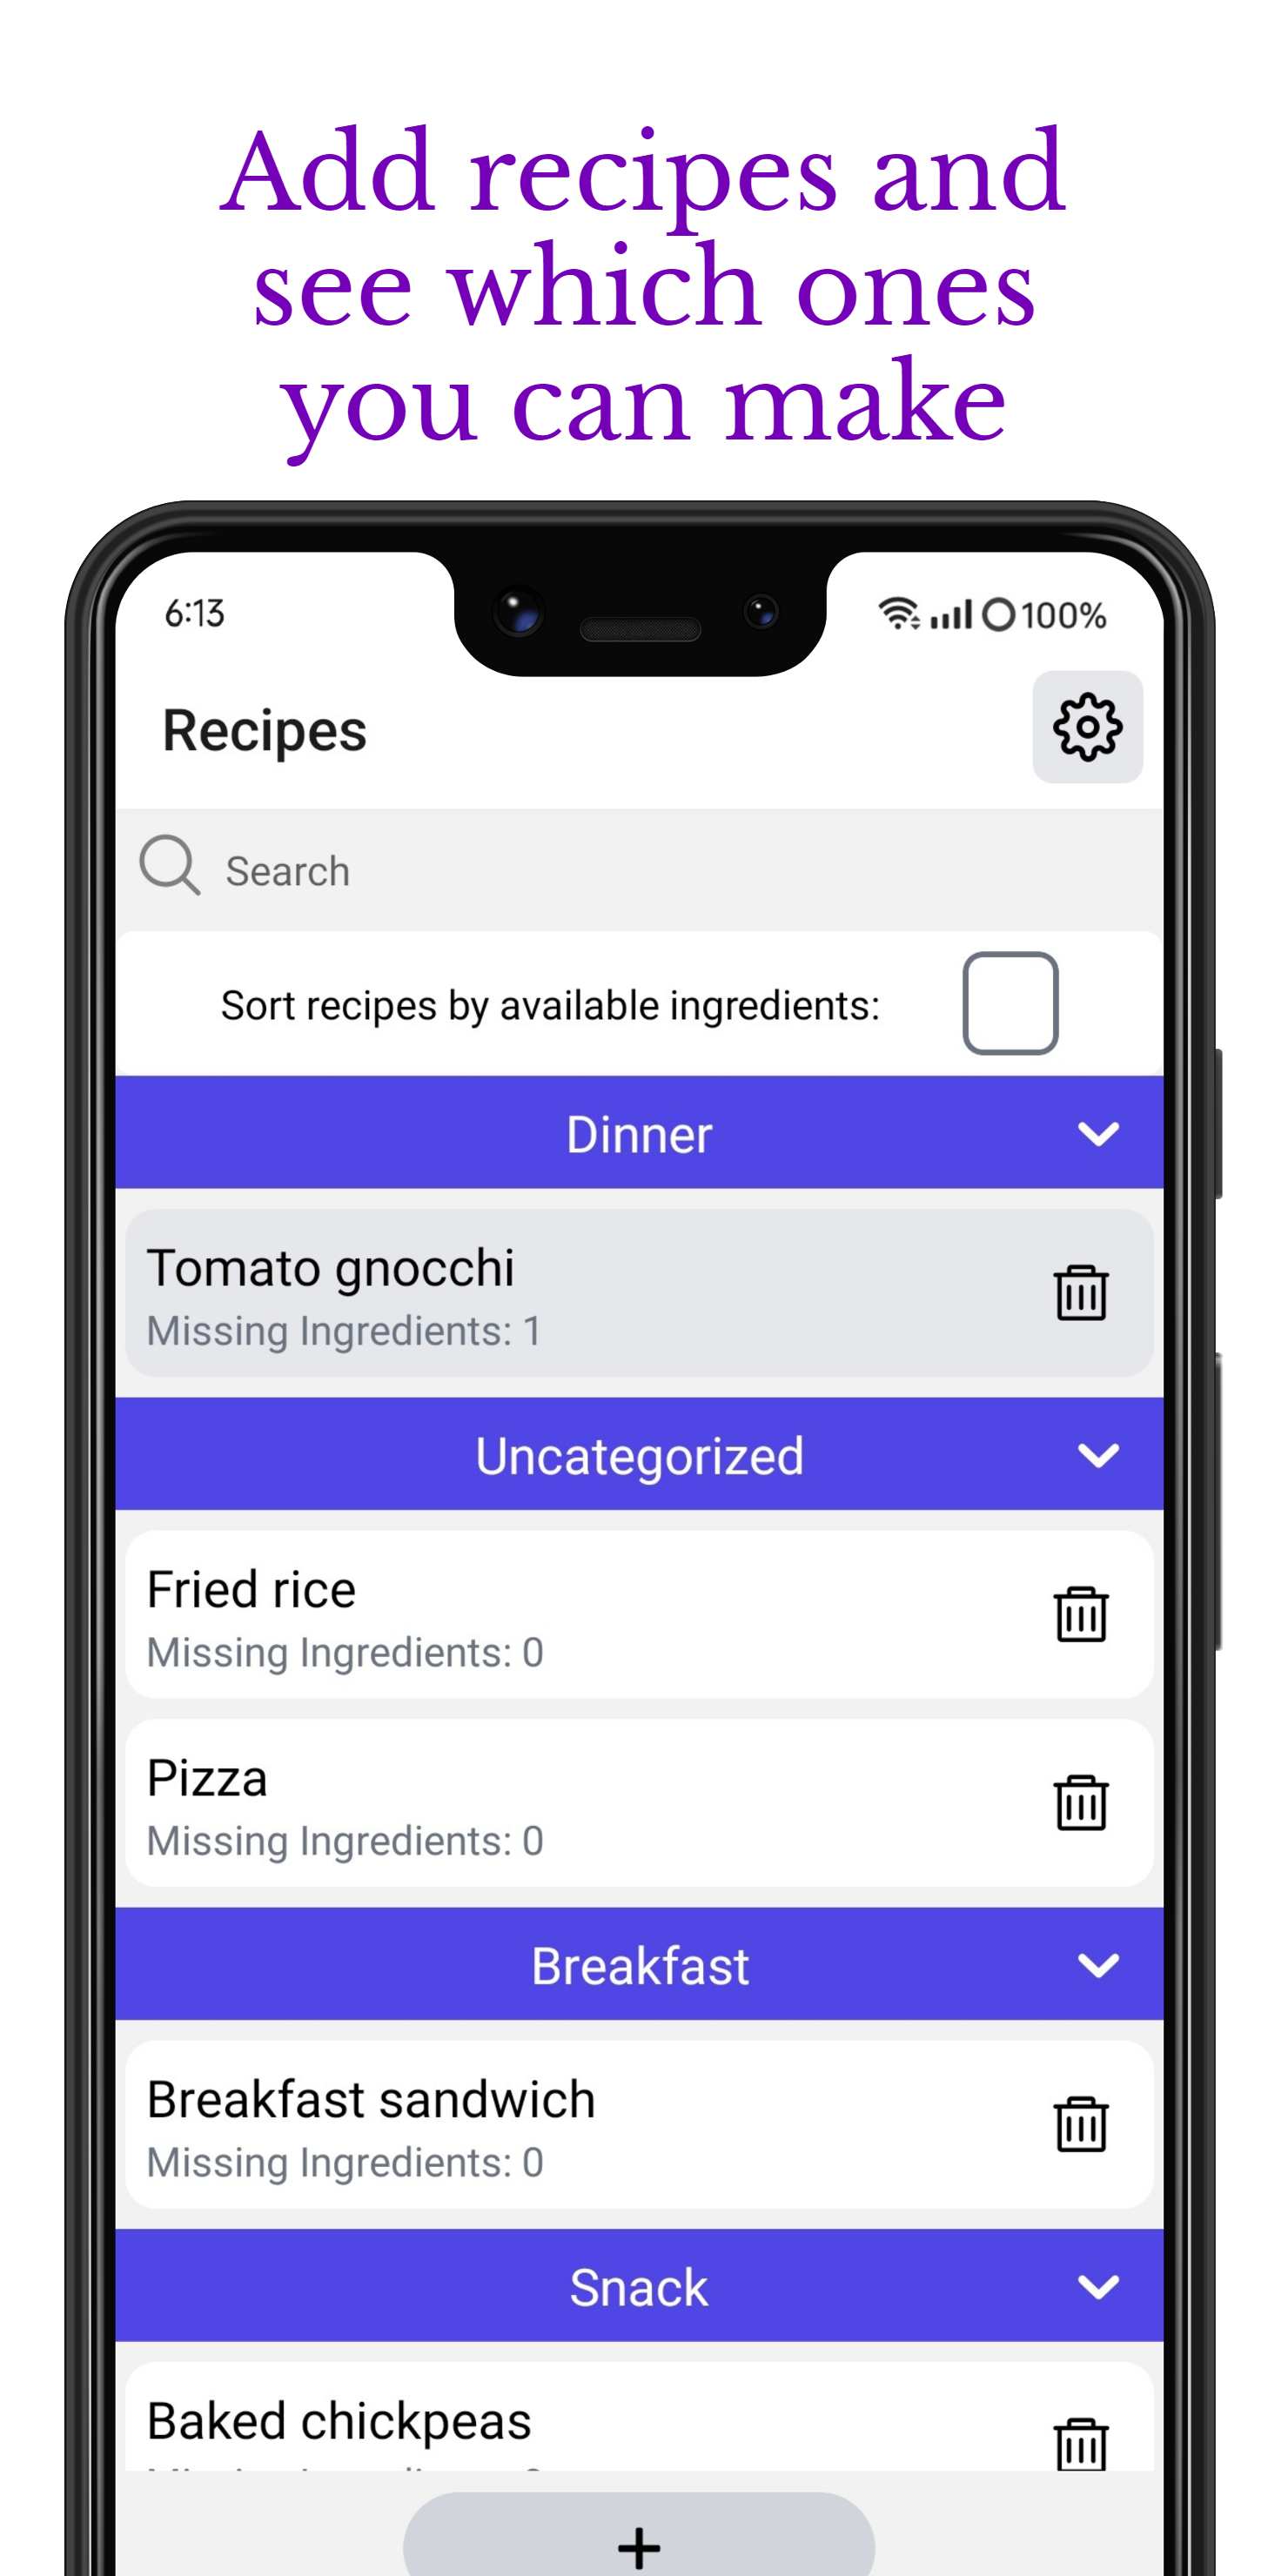 Add recipes and
see which ones
you can make
6:13
100%
Recipes
Search
Sort recipes by available ingredients:
Dinner
Tomato gnocchi
Missing Ingredients: 1
Uncategorized
Fried rice
Missing Ingredients: 0
Pizza
Missing Ingredients: 0
Breakfast
Breakfast sandwich
Missing Ingredients: 0
Snack
Baked chickpeas
+